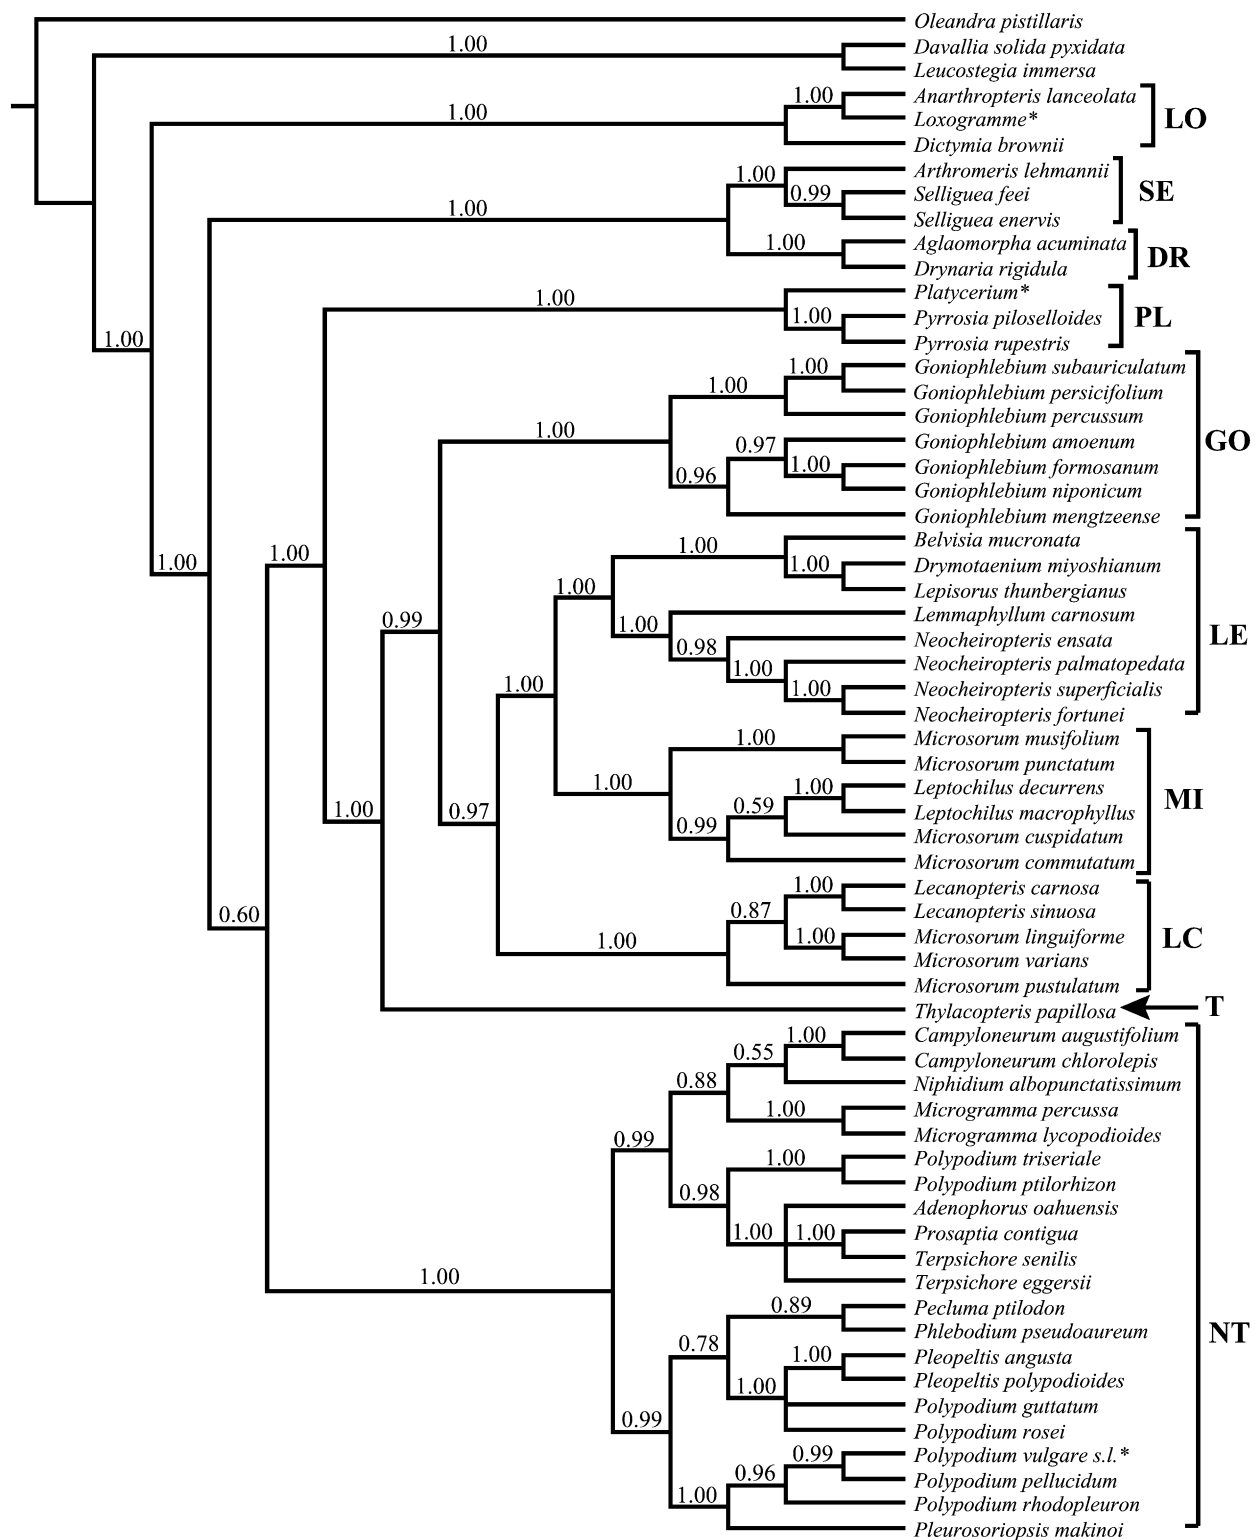 Oleandra pistillaris
1.00
Davallia solida pyxidata
Leucostegia immersa
1.00
Anarthropteris lanceolata
1.00
Loxogramme*
LO
Dictymia brownii
1.00
Arthromeris lehmannii
0.99
Selliguea feei
SE
1.00
Selliguea enervis
1.00
Aglaomorpha acuminata
DR
Drynaria rigidula
1.00
Platycerium*
1.00
Pyrrosia piloselloides
PL
1.00
Pyrrosia rupestris
1.00
Goniophlebium subauriculatum
1.00
Goniophlebium persicifolium
Goniophlebium percussum
1.00
0.97
Goniophlebium amoenum
GO
0.96
1.00
Goniophlebium formosanum
Goniophlebium niponicum
Goniophlebium mengtzeense
1.00
Belvisia mucronata
1.00
1.00
1.00
Drymotaenium miyoshianum
1.00
Lepisorus thunbergianus
0.99
1.00
Lemmaphyllum carnosum
0.98
Neocheiropteris ensata
LE
1.00
1.00
Neocheiropteris palmatopedata
1.00
Neocheiropteris superficialis
Neocheiropteris fortunei
1.00
Microsorum musifolium
Microsorum punctatum
1.00
1.00
Leptochilus decurrens
MI
1.00
0.97
0.99
0.59
Leptochilus macrophyllus
Microsorum cuspidatum
Microsorum commutatum
1.00
Lecanopteris carnosa
0.60
0.87
Lecanopteris sinuosa
1.00
1.00
Microsorum linguiforme
LC
Microsorum varians
Microsorum pustulatum
Thylacopteris papillosa
T
1.00
Campyloneurum augustifolium
0.55
Campyloneurum chlorolepis
0.88
Niphidium albopunctatissimum
1.00
Microgramma percussa
0.99
Microgramma lycopodioides
1.00
Polypodium triseriale
0.98
Polypodium ptilorhizon
Adenophorus oahuensis
1.00
1.00
Prosaptia contigua
Terpsichore senilis
1.00
Terpsichore eggersii
0.89
Pecluma ptilodon
NT
0.78
Phlebodium pseudoaureum
1.00
Pleopeltis angusta
1.00
Pleopeltis polypodioides
0.99
Polypodium guttatum
Polypodium rosei
0.99
Polypodium vulgare s.l.*
0.96
Polypodium pellucidum
1.00
Polypodium rhodopleuron
Pleurosoriopsis makinoi